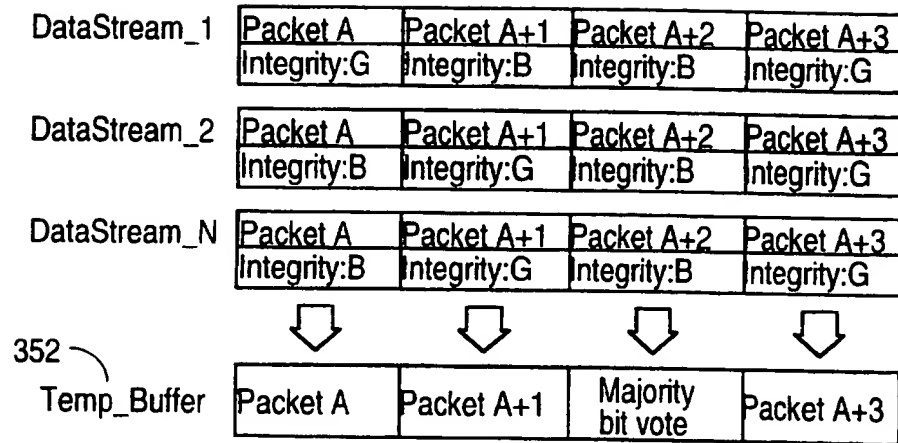 DataStream_1 Packet A Packet A+1 Packet A+2 Packet A+3
Integrity:G Integrity:B Integrity:B Integrity:G
DataStream_2 Packet A Packet A+1 Packet A+2 Packet A+3
Integrity:B Integrity:G Integrity:B Integrity:G
DataStream_N Packet A Packet A+1 Packet A+2 Packet A+3
Integrity:B Integrity:G Integrity:B Integrity:G
352
Temp_Buffer Packet A Packet A+1 Majority bit vote Packet A+3